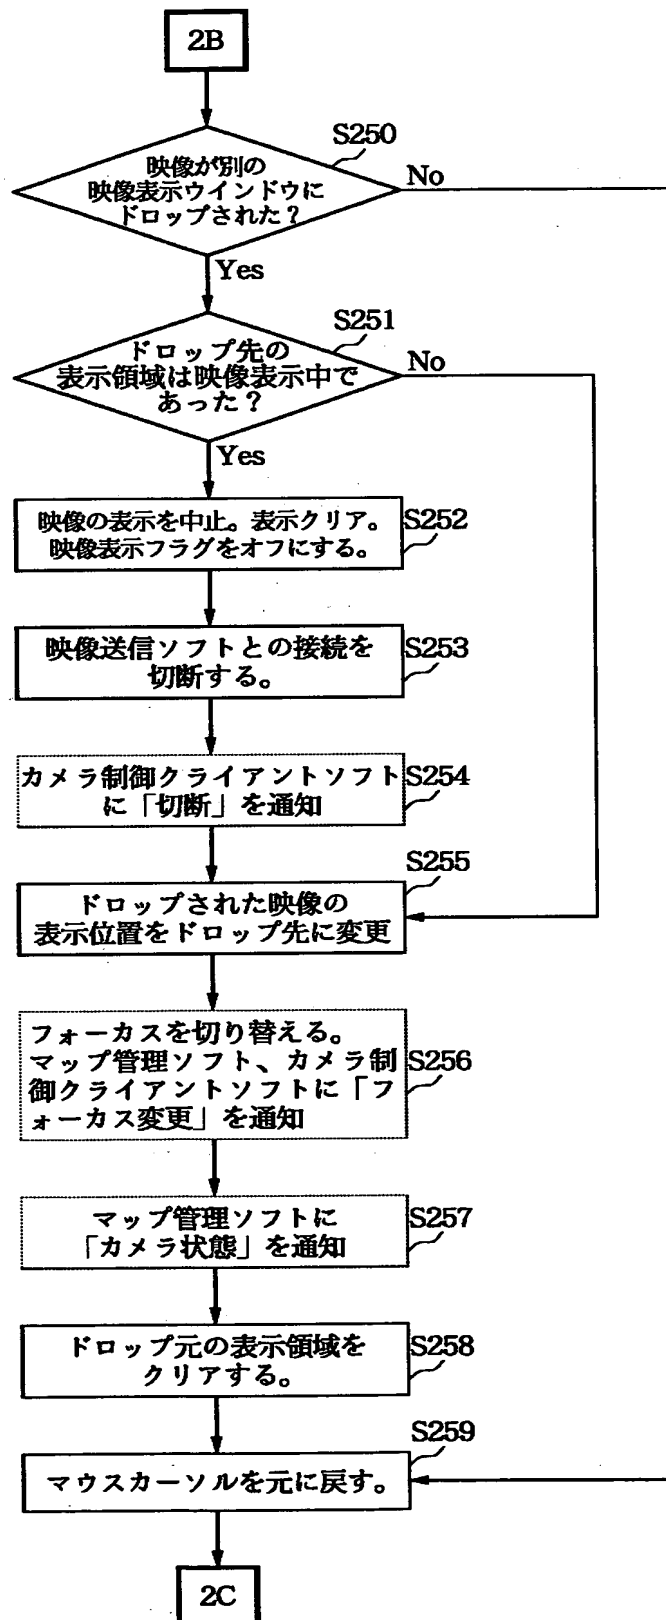 2B
S250
映像が別の
映像表示ウインドウに
ドロップされた？
No
Yes
S251
ドロップ先の
表示領域は映像表示中で
あった？
No
Yes
映像の表示を中止。表示クリア。
映像表示フラグをオフにする。
S252
映像送信ソフトとの接続を
切断する。
S253
カメラ制御クライアントソフト
に「切断」を通知
S254
S255
ドロップされた映像の
表示位置をドロップ先に変更
フォーカスを切り替える。
マップ管理ソフト、カメラ制
御クライアントソフトに「フ
ォーカス変更」を通知
S256
マップ管理ソフトに
「カメラ状態」を通知
S257
ドロップ元の表示領域を
クリアする。
S258
S259
マウスカーソルを元に戻す。
2C